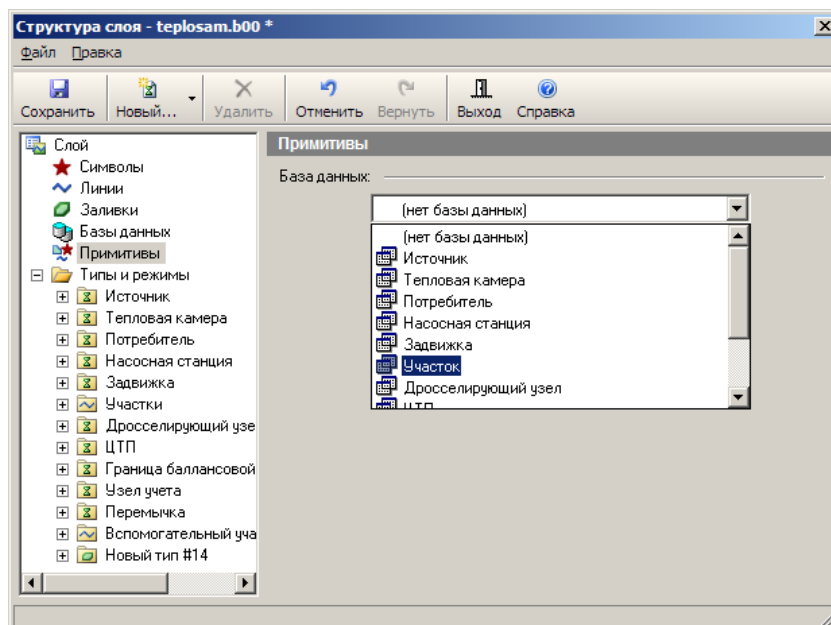 Структура слоя - teplosam.b00 *
Файл Правка
Сохранить Новый... Удалить Отменить Вернуть Выход Справка
Слой
Символы
Линии
Заливки
Базы данных
Примитивы
Типы и режимы
Источник
Тепловая камера
Потребитель
Насосная станция
Задвижка
Участки
Дросселирующий узе
ЦТП
Граница баллансовой
Узел учета
Перемычка
Вспомогательный уча
Новый тип #14
Примитивы
База данных:
(нет базы данных)
(нет базы данных)
Источник
Тепловая камера
Потребитель
Насосная станция
Задвижка
Участок
Дросселирующий узел
ЦТП